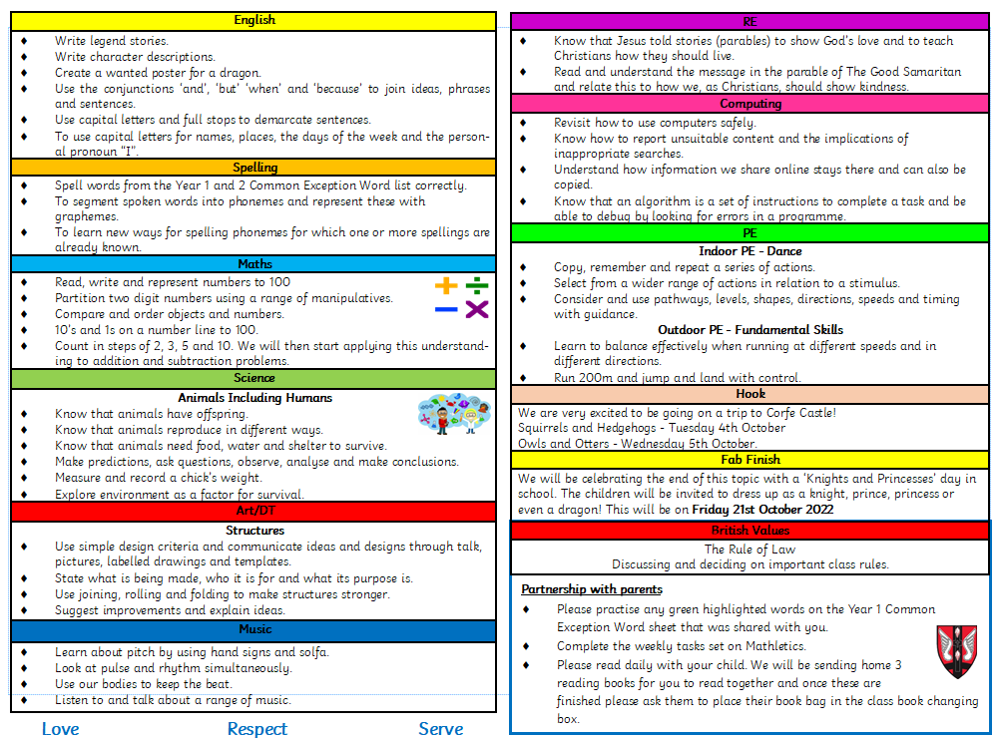 English
♦ Write legend stories.
♦ Write character descriptions.
♦ Create a wanted poster for a dragon.
♦ Use the conjunctions 'and', 'but' 'when' and 'because' to join ideas, phrases
and sentences.
♦ Use capital letters and full stops to demarcate sentences.
♦ To use capital letters for names, places, the days of the week and the person-
al pronoun "I".
Spelling
♦ Spell words from the Year 1 and 2 Common Exception Word list correctly.
♦ To segment spoken words into phonemes and represent these with
graphemes.
♦ To learn new ways for spelling phonemes for which one or more spellings are
already known.
Maths
♦ Read, write and represent numbers to 100
♦ Partition two digit numbers using a range of manipulatives.
♦ Compare and order objects and numbers.
♦ 10's and 1s on a number line to 100.
♦ Count in steps of 2, 3, 5 and 10. We will then start applying this understand-
ing to addition and subtraction problems.
Science
Animals Including Humans
♦ Know that animals have offspring.
♦ Know that animals reproduce in different ways.
♦ Know that animals need food, water and shelter to survive.
♦ Make predictions, ask questions, observe, analyse and make conclusions.
♦ Measure and record a chick's weight.
♦ Explore environment as a factor for survival.
Art/DT
Structures
♦ Use simple design criteria and communicate ideas and designs through talk,
pictures, labelled drawings and templates.
♦ State what is being made, who it is for and what its purpose is.
♦ Use joining, rolling and folding to make structures stronger.
♦ Suggest improvements and explain ideas.
Music
♦ Learn about pitch by using hand signs and solfa.
♦ Look at pulse and rhythm simultaneously.
♦ Use our bodies to keep the beat.
♦ Listen to and talk about a range of music.
RE
♦ Know that Jesus told stories (parables) to show God's love and to teach
Christians how they should live.
♦ Read and understand the message in the parable of The Good Samaritan
and relate this to how we, as Christians, should show kindness.
Computing
♦ Revisit how to use computers safely.
♦ Know how to report unsuitable content and the implications of
inappropriate searches.
♦ Understand how information we share online stays there and can also be
copied.
♦ Know that an algorithm is a set of instructions to complete a task and be
able to debug by looking for errors in a programme.
PE
Indoor PE - Dance
♦ Copy, remember and repeat a series of actions.
♦ Select from a wider range of actions in relation to a stimulus.
♦ Consider and use pathways, levels, shapes, directions, speeds and timing
with guidance.
Outdoor PE - Fundamental Skills
♦ Learn to balance effectively when running at different speeds and in
different directions.
♦ Run 200m and jump and land with control.
Hook
We are very excited to be going on a trip to Corfe Castle!
Squirrels and Hedgehogs - Tuesday 4th October
Owls and Otters - Wednesday 5th October.
Fab Finish
We will be celebrating the end of this topic with a 'Knights and Princesses' day in
school. The children will be invited to dress up as a knight, prince, princess or
even a dragon! This will be on Friday 21st October 2022
British Values
The Rule of Law
Discussing and deciding on important class rules.
Partnership with parents
♦ Please practise any green highlighted words on the Year 1 Common
Exception Word sheet that was shared with you.
♦ Complete the weekly tasks set on Mathletics.
♦ Please read daily with your child. We will be sending home 3
reading books for you to read together and once these are
finished please ask them to place their book bag in the class book changing
box.
Love Respect Serve